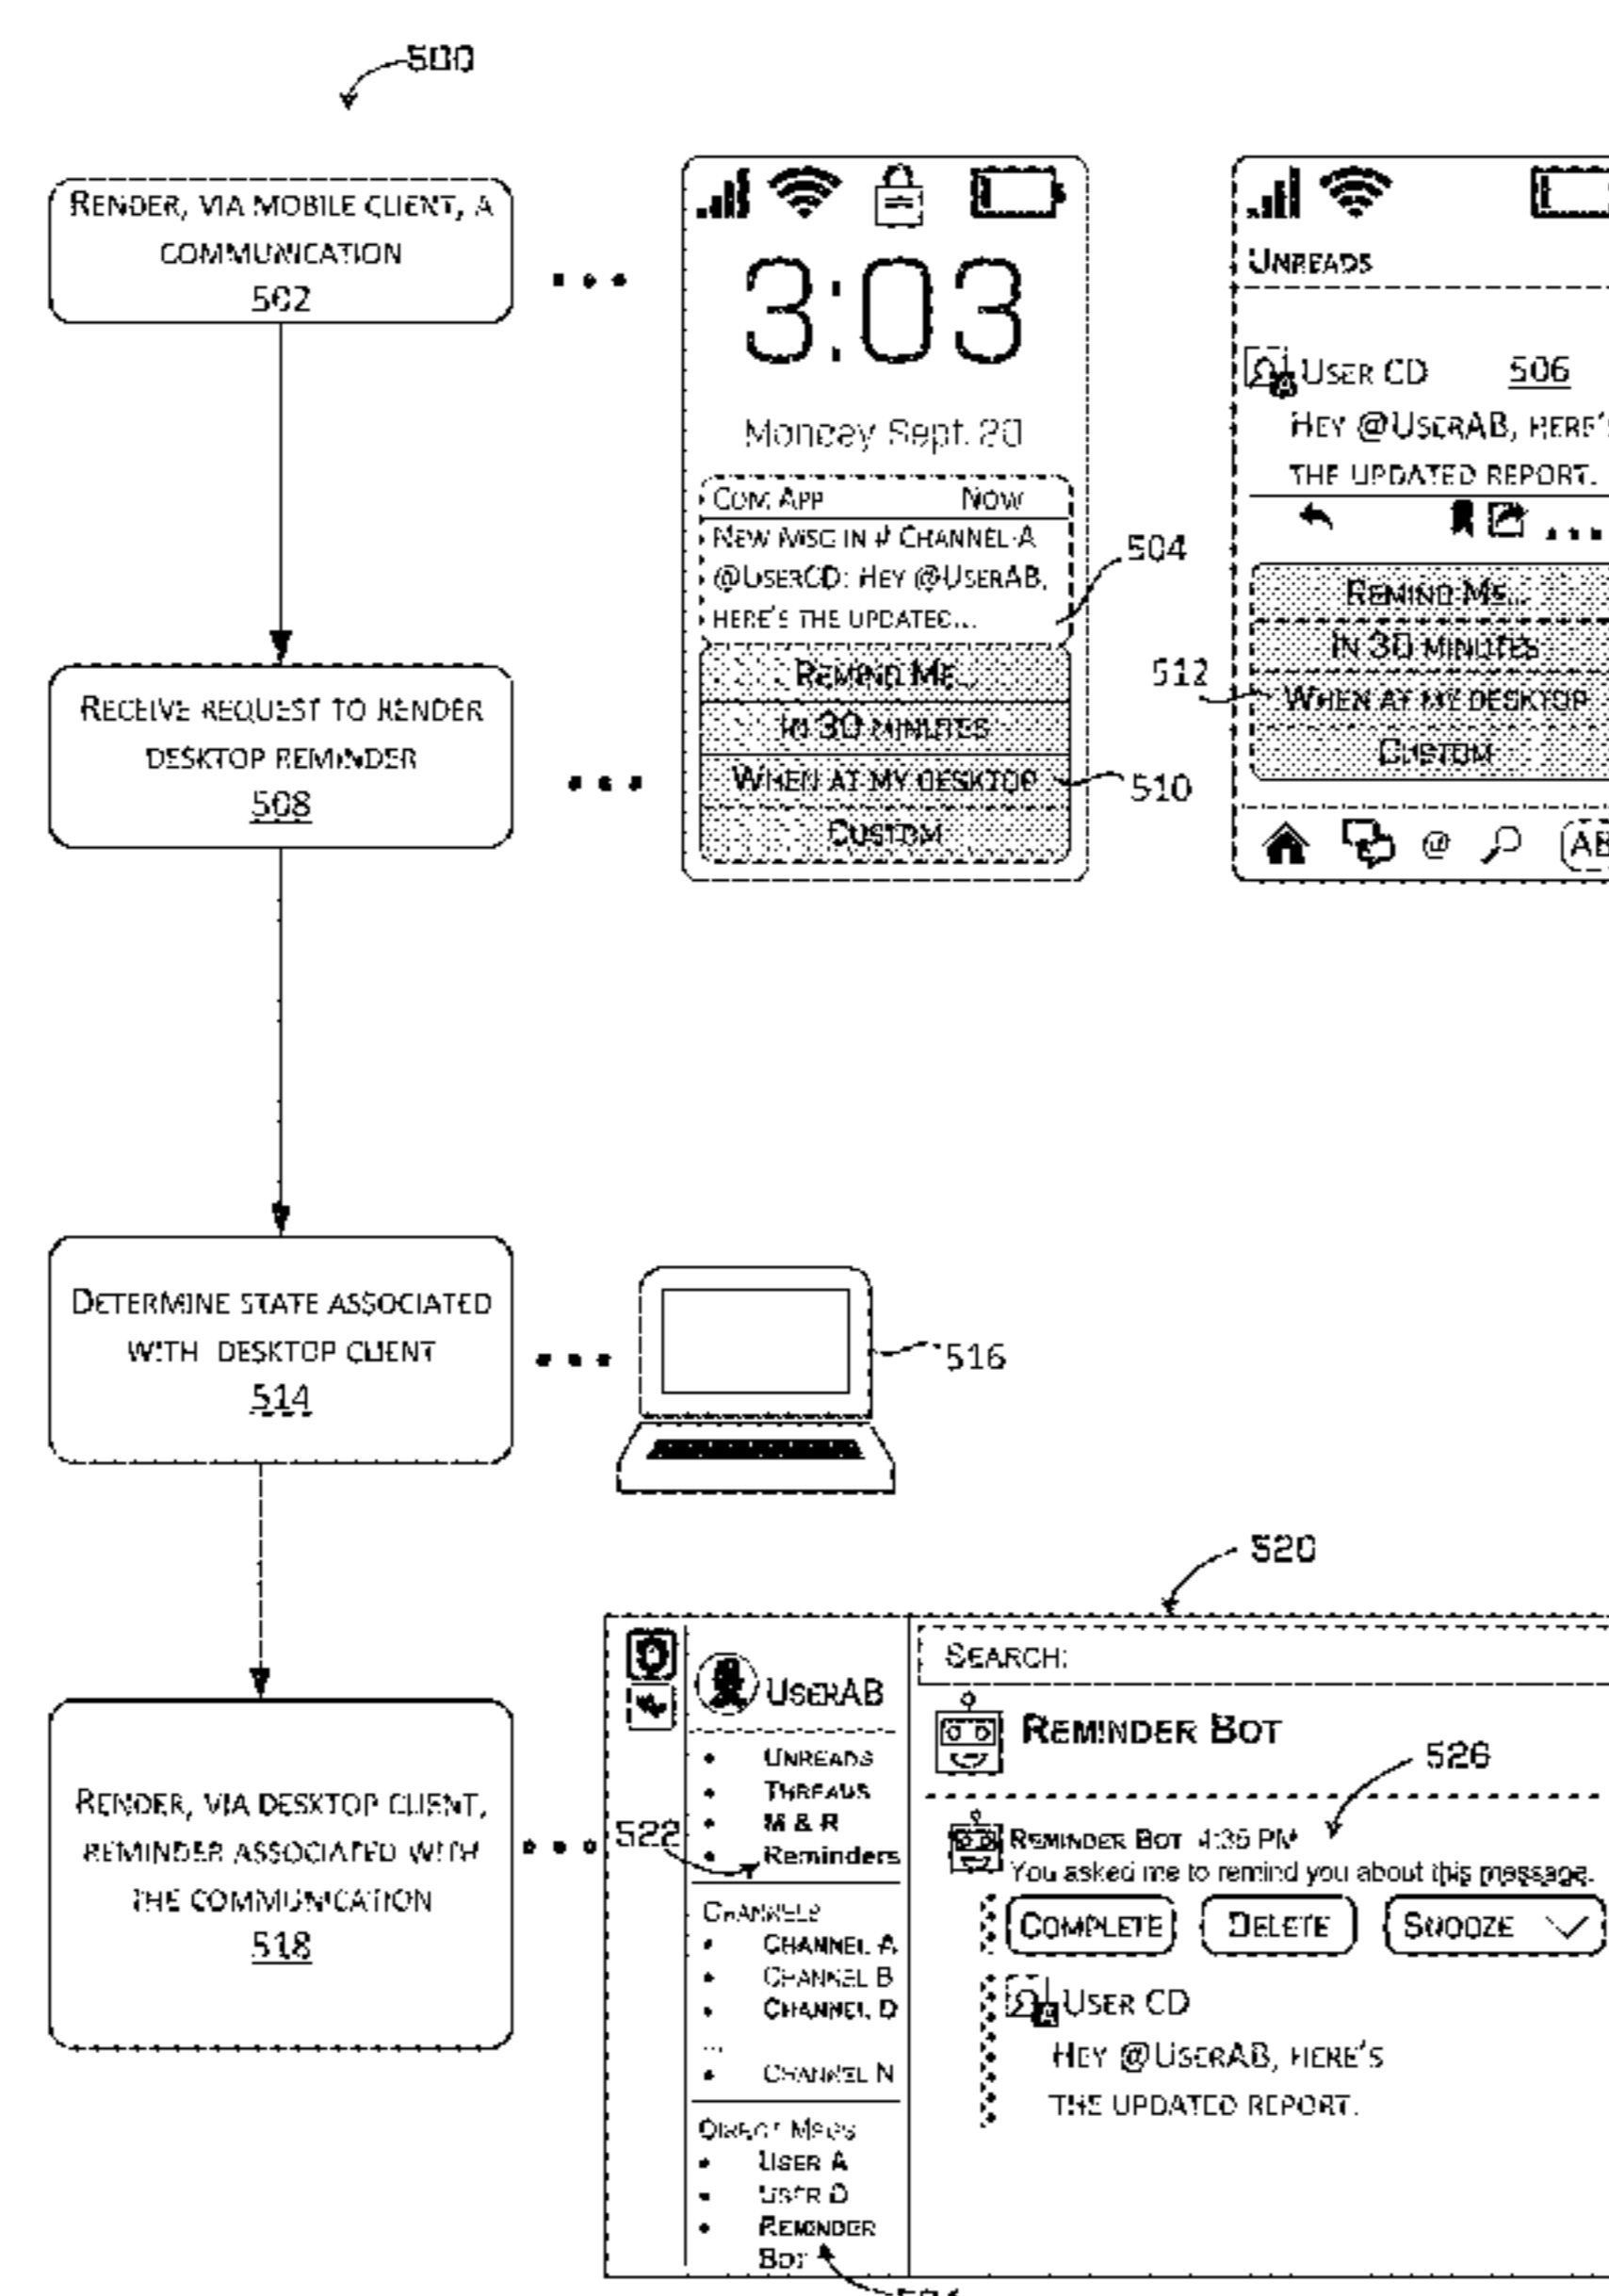 500
RENDER, VIA MOBILE CLIENT, A
COMMUNICATION
502
RECEIVE REQUEST TO RENDER
DESKTOP REMINDER
508
DETERMINE STATE ASSOCIATED
WITH DESKTOP CLIENT
514
RENDER, VIA DESKTOP CLIENT,
REMINDER ASSOCIATED WITH
THE COMMUNICATION
518
3:03
Monday Sept. 20
COM. APP NOW
NEW MSG IN # CHANNEL A
@USERCD: HEY @USERAB,
HERE'S THE UPDATED...
504
REMIND ME...
IN 30 MINUTES
WHEN AT MY DESKTOP
CUSTOM
510
UNREADS
USER CD 506
HEY @USERAB, HERE'S
THE UPDATED REPORT.
REMIND ME...
IN 30 MINUTES
WHEN AT MY DESKTOP
CUSTOM
512
@
516
520
USERAB
UNREADS
THREADS
M & R
Reminders
522
CHANNELS
CHANNEL A
CHANNEL B
CHANNEL D
...
CHANNEL N
DIRECT MSGS
USER A
USER D
REMINDER
BOT
SEARCH:
REMINDER BOT
526
REMINDER BOT 4:35 PM
You asked me to remind you about this message.
COMPLETE DELETE SNOOZE
USER CD
HEY @USERAB, HERE'S
THE UPDATED REPORT.